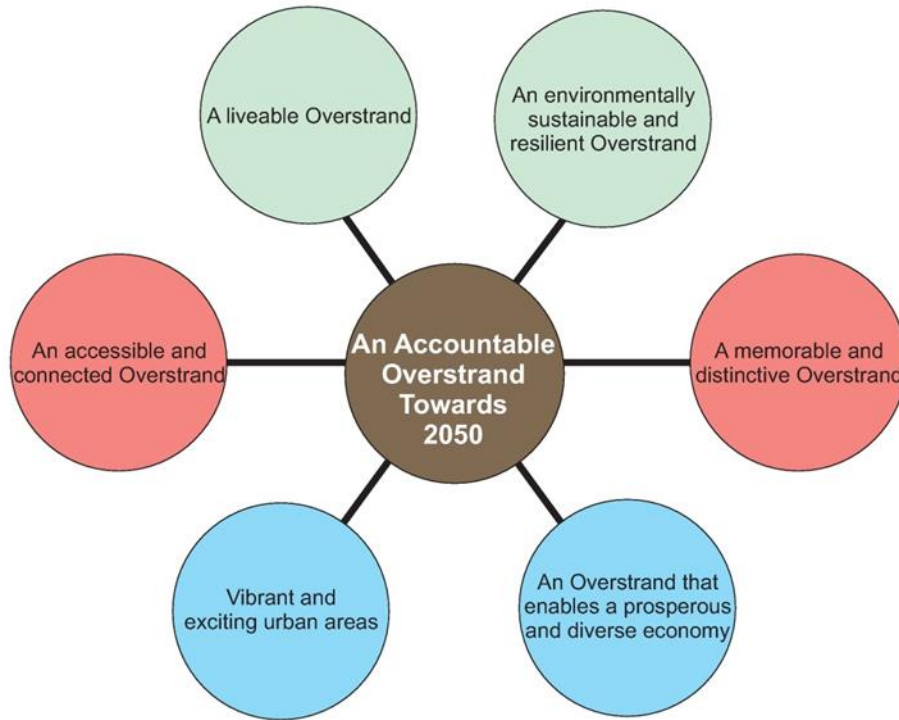 A liveable Overstrand
An environmentally
sustainable and
resilient Overstrand
An accessible and
connected Overstrand
An Accountable
Overstrand
Towards
2050
A memorable and
distinctive Overstrand
Vibrant and
exciting urban areas
An Overstrand that
enables a prosperous
and diverse economy